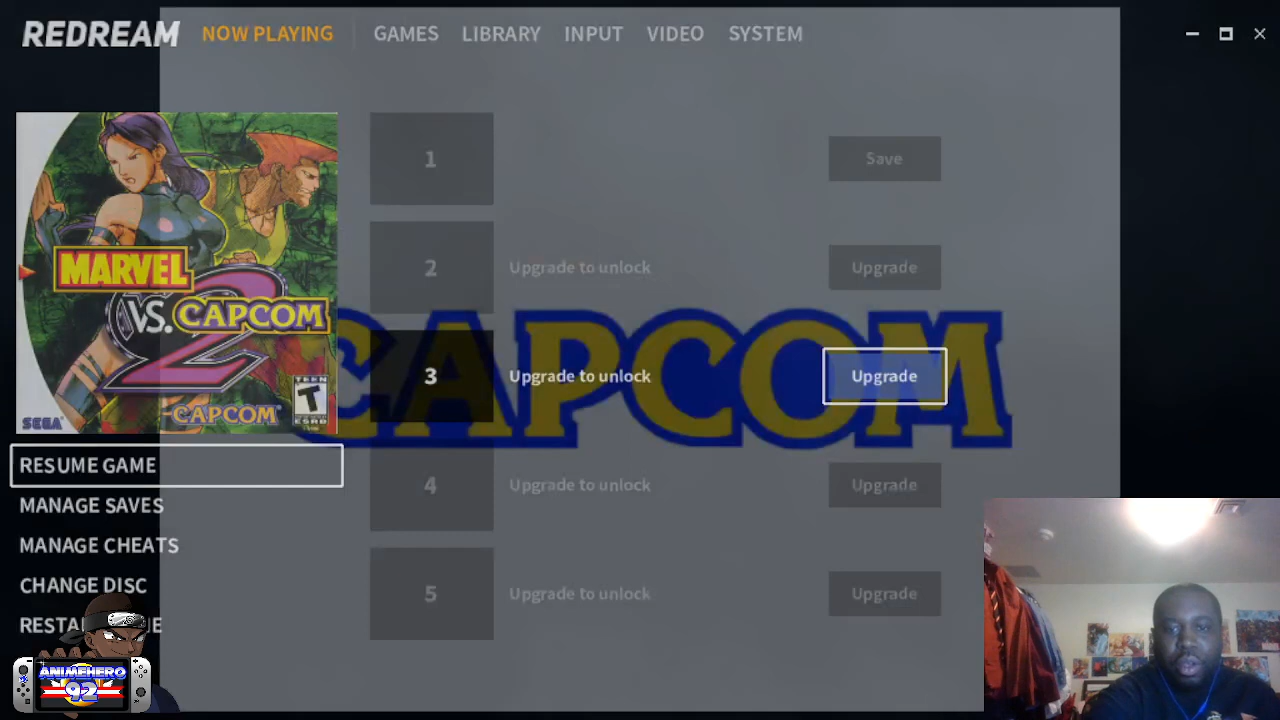 REDREAM
NOW PLAYING
GAMES
LIBRARY
INPUT
VIDEO
SYSTEM
MARVEL
VS. CAPCOM
2
SEGA
CAPCOM
TEEN
T
ESRB
RESUME GAME
MANAGE SAVES
MANAGE CHEATS
CHANGE DISC
1
Save
2
Upgrade to unlock
Upgrade
CAPCOM
3
Upgrade to unlock
Upgrade
4
Upgrade to unlock
Upgrade
5
Upgrade to unlock
Upgrade
ANIMEHERO
92